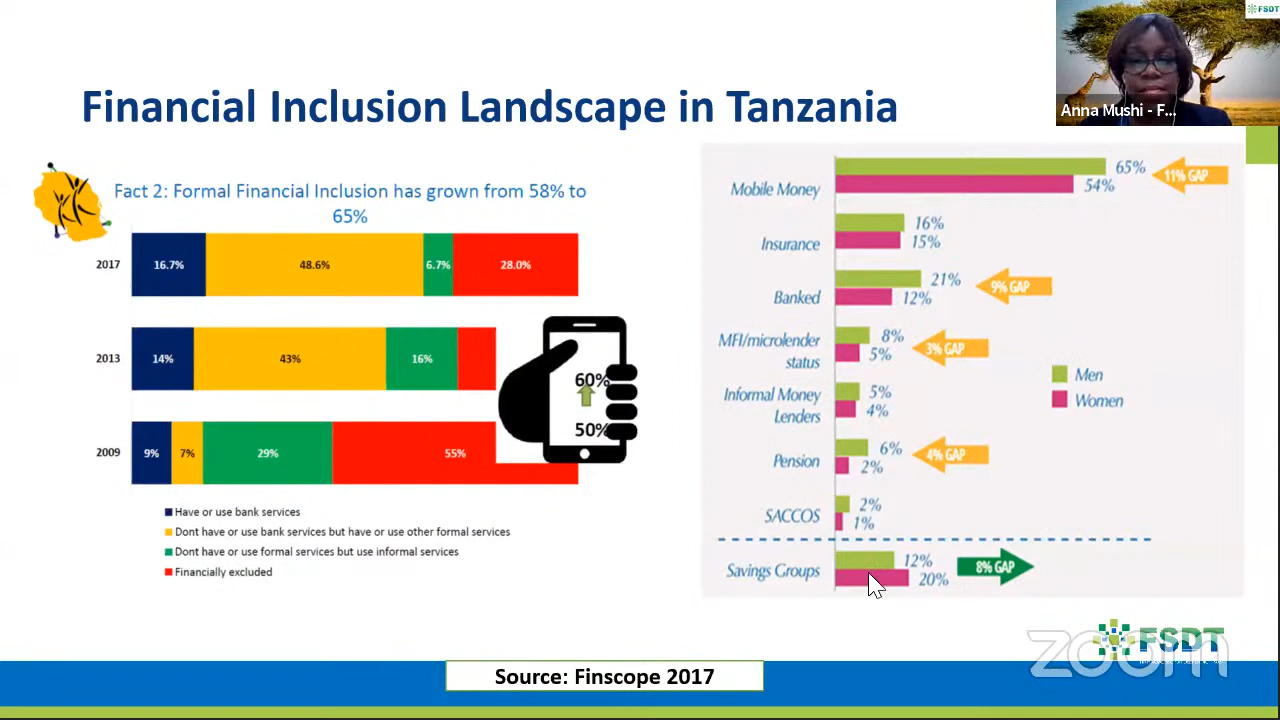 FSDT
Anna Mushi - F...
Financial Inclusion Landscape in Tanzania
Fact 2: Formal Financial Inclusion has grown from 58% to
65%
2017
16.7%
48.6%
6.7%
28.0%
2013
14%
43%
16%
60%
50%
2009
9%
7%
29%
55%
Have or use bank services
Dont have or use bank services but have or use other formal services
Dont have or use formal services but use informal services
Financially excluded
Mobile Money
65%
54%
11% GAP
Insurance
16%
15%
Banked
21%
12%
9% GAP
MFI/microlender
status
8%
5%
3% GAP
Men
Women
Informal Money
Lenders
5%
4%
Pension
6%
2%
4% GAP
SACCOS
2%
1%
Savings Groups
12%
20%
8% GAP
FSDT
zoom
Source: Finscope 2017